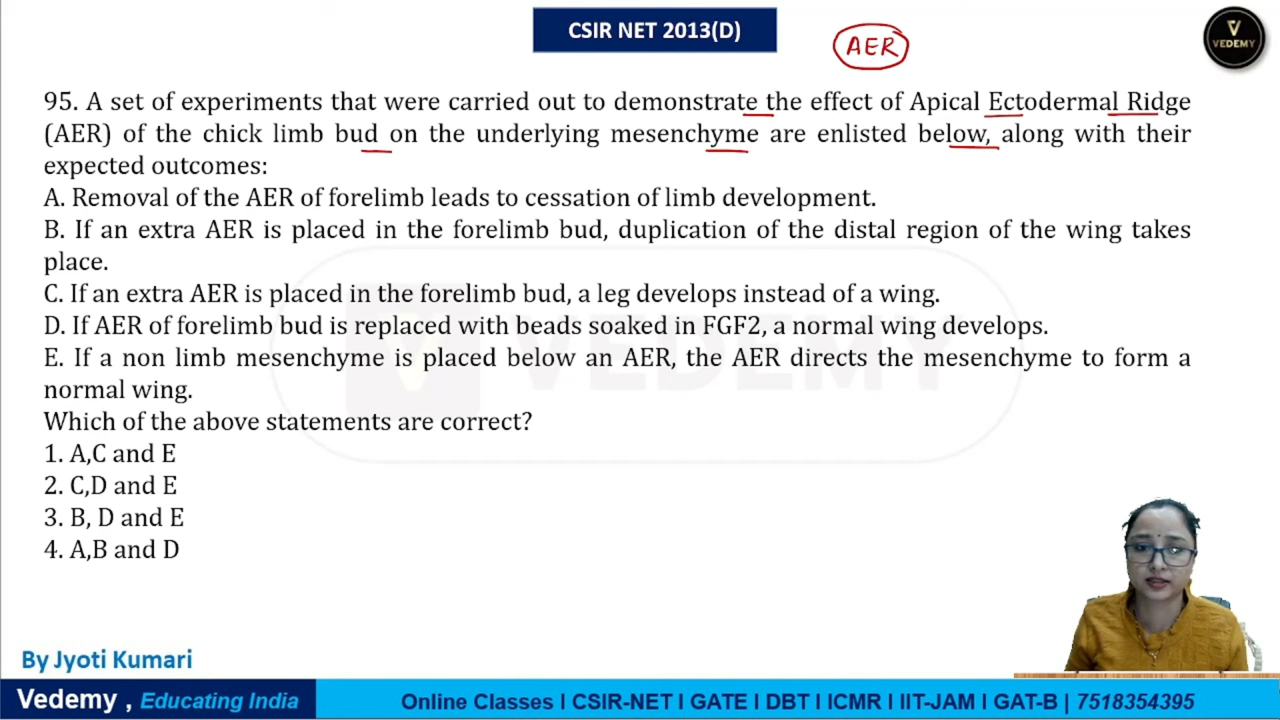 CSIR NET 2013(D)
AER
VEDEMY
95. A set of experiments that were carried out to demonstrate the effect of Apical Ectodermal Ridge
(AER) of the chick limb bud on the underlying mesenchyme are enlisted below, along with their
expected outcomes:
A. Removal of the AER of forelimb leads to cessation of limb development.
B. If an extra AER is placed in the forelimb bud, duplication of the distal region of the wing takes
place.
C. If an extra AER is placed in the forelimb bud, a leg develops instead of a wing.
D. If AER of forelimb bud is replaced with beads soaked in FGF2, a normal wing develops.
E. If a non limb mesenchyme is placed below an AER, the AER directs the mesenchyme to form a
normal wing.
VEDEMY
Which of the above statements are correct?
1. A,C and E
2. C,D and E
3. B, D and E
4. A,B and D
By Jyoti Kumari
Vedemy , Educating India
Online Classes I CSIR-NET I GATE I DBT I ICMR I IIT-JAM I GAT-B | 7518354395